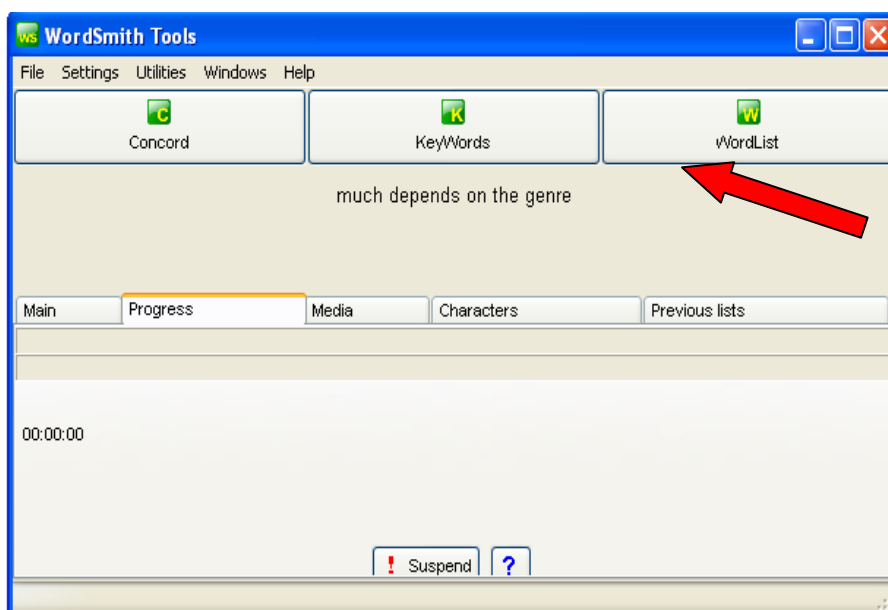 WS WordSmith Tools
File Settings Utilities Windows Help
C K W
Concord KeyWords WordList
much depends on the genre
Main Progress Media Characters Previous lists
00:00:00
! Suspend ?